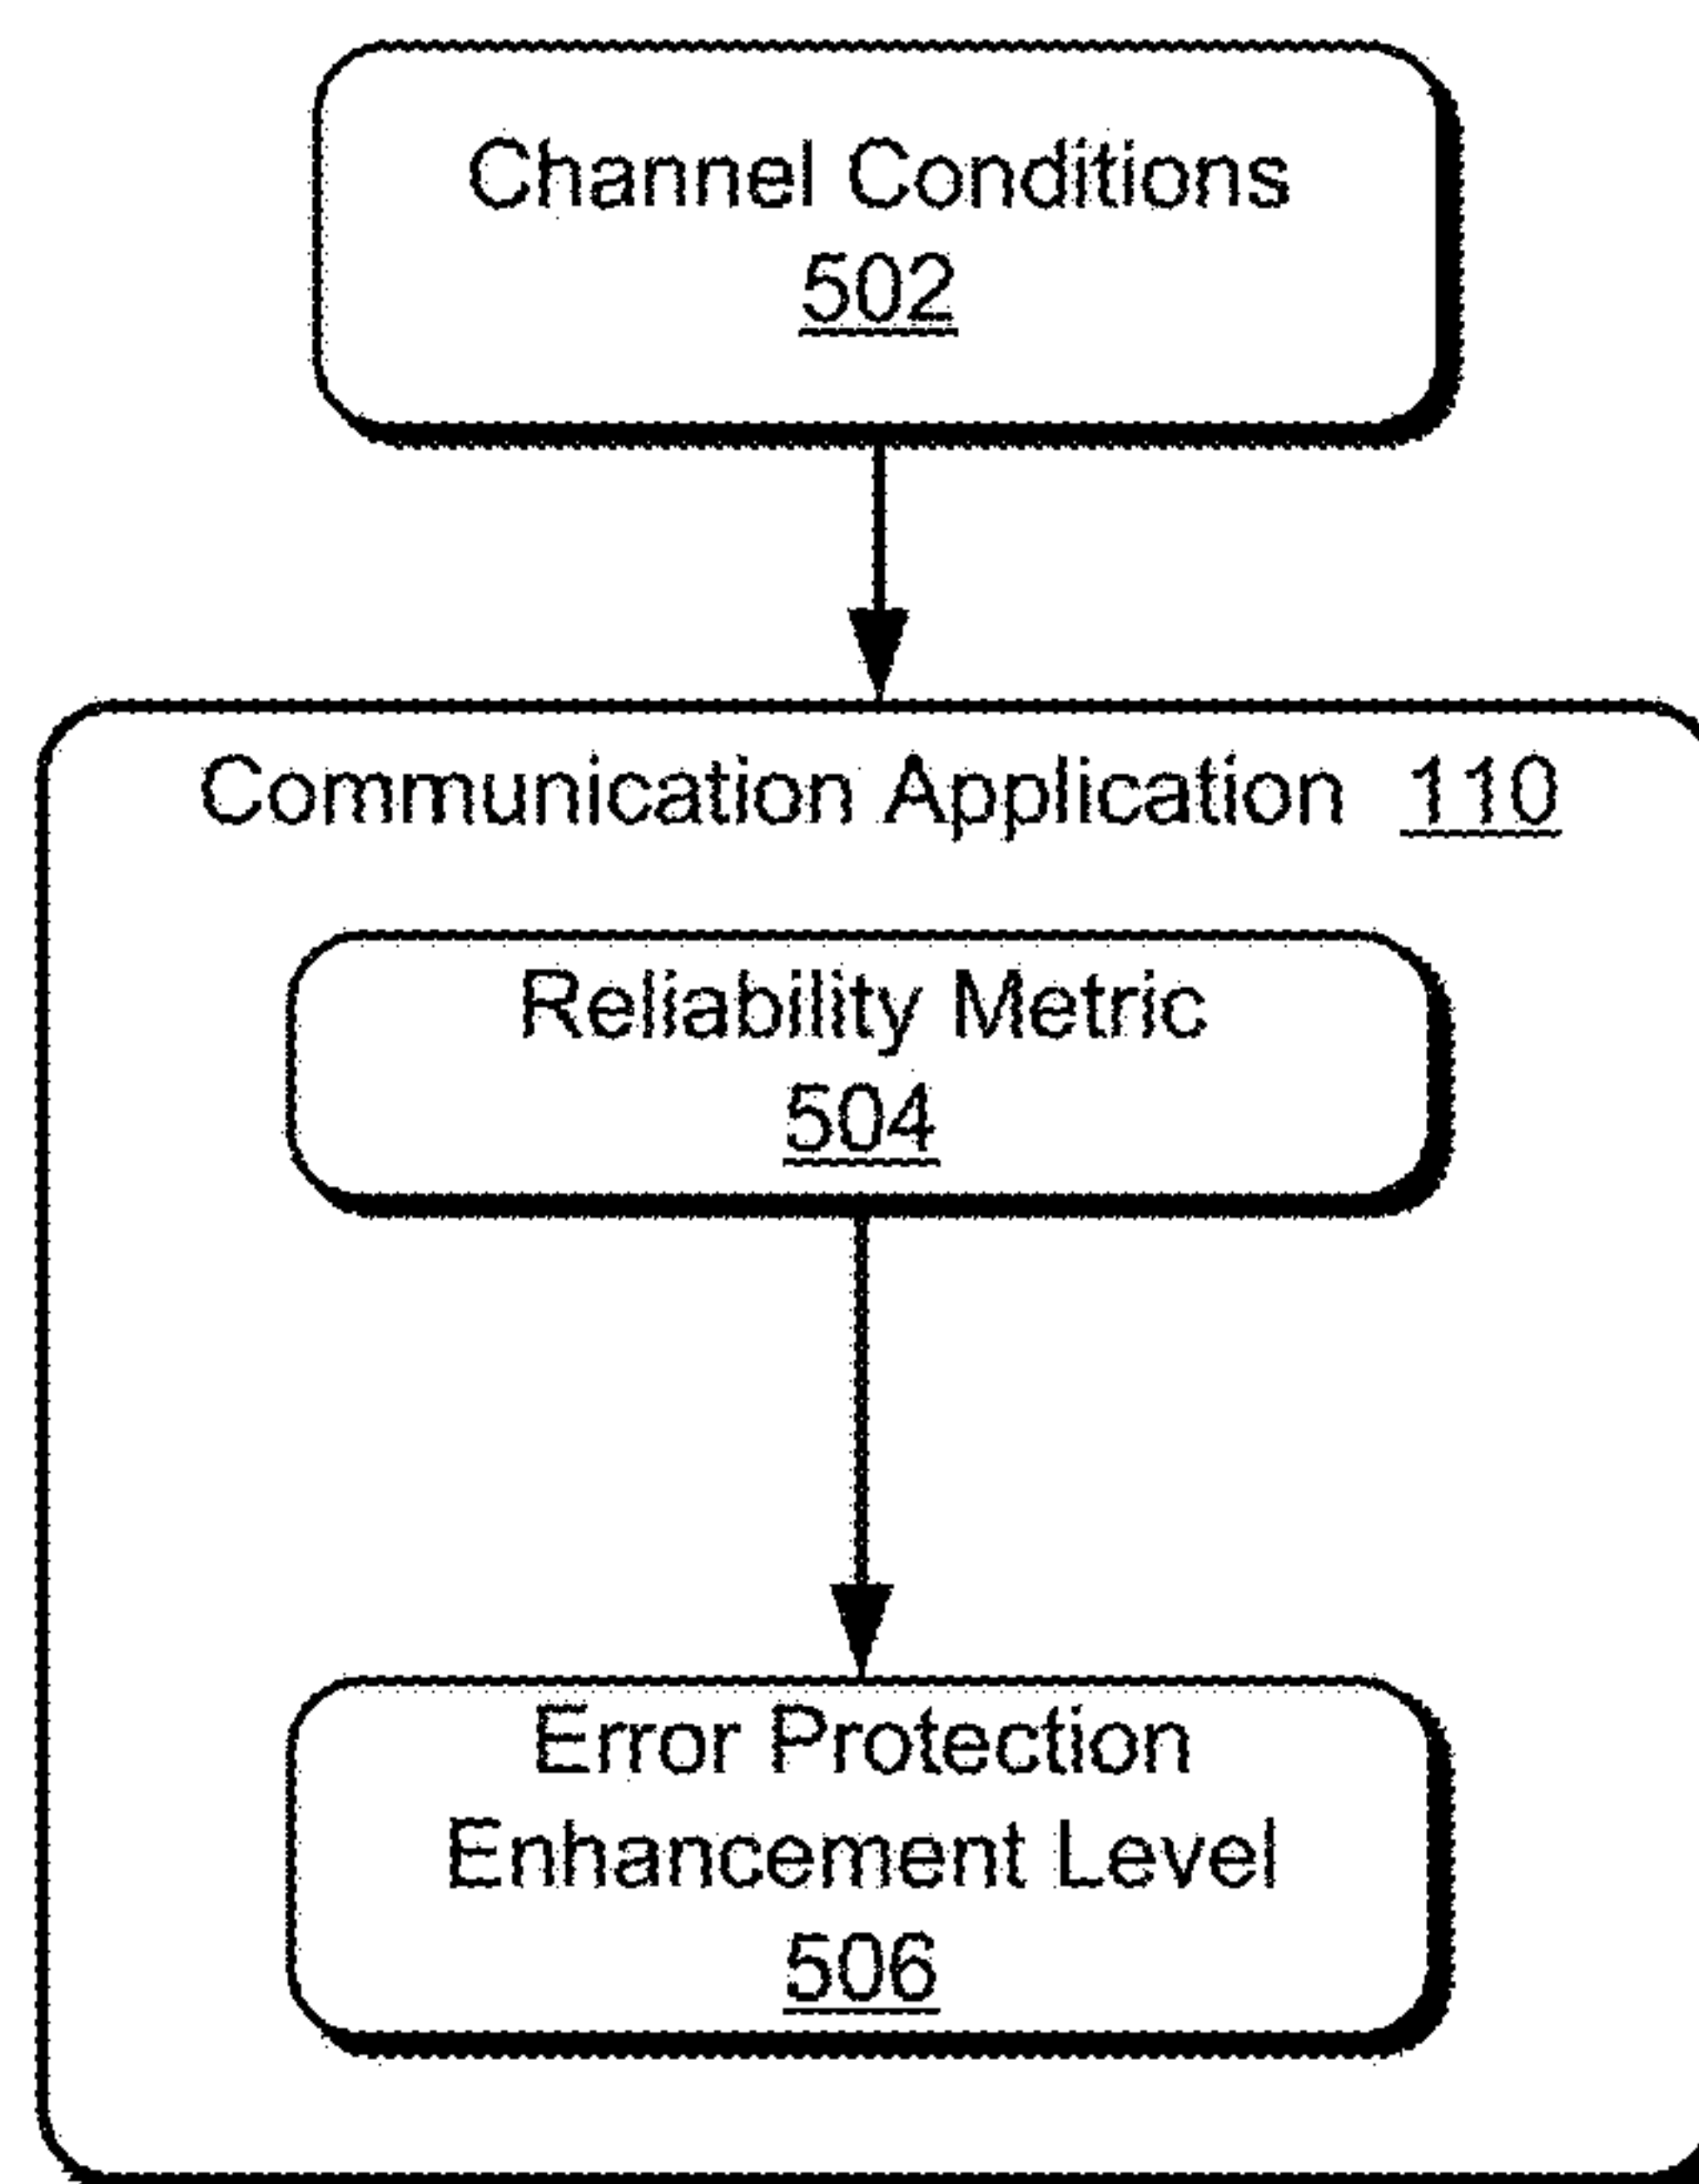 Channel Conditions
502
Communication Application 110
Reliability Metric
504
Error Protection
Enhancement Level
506